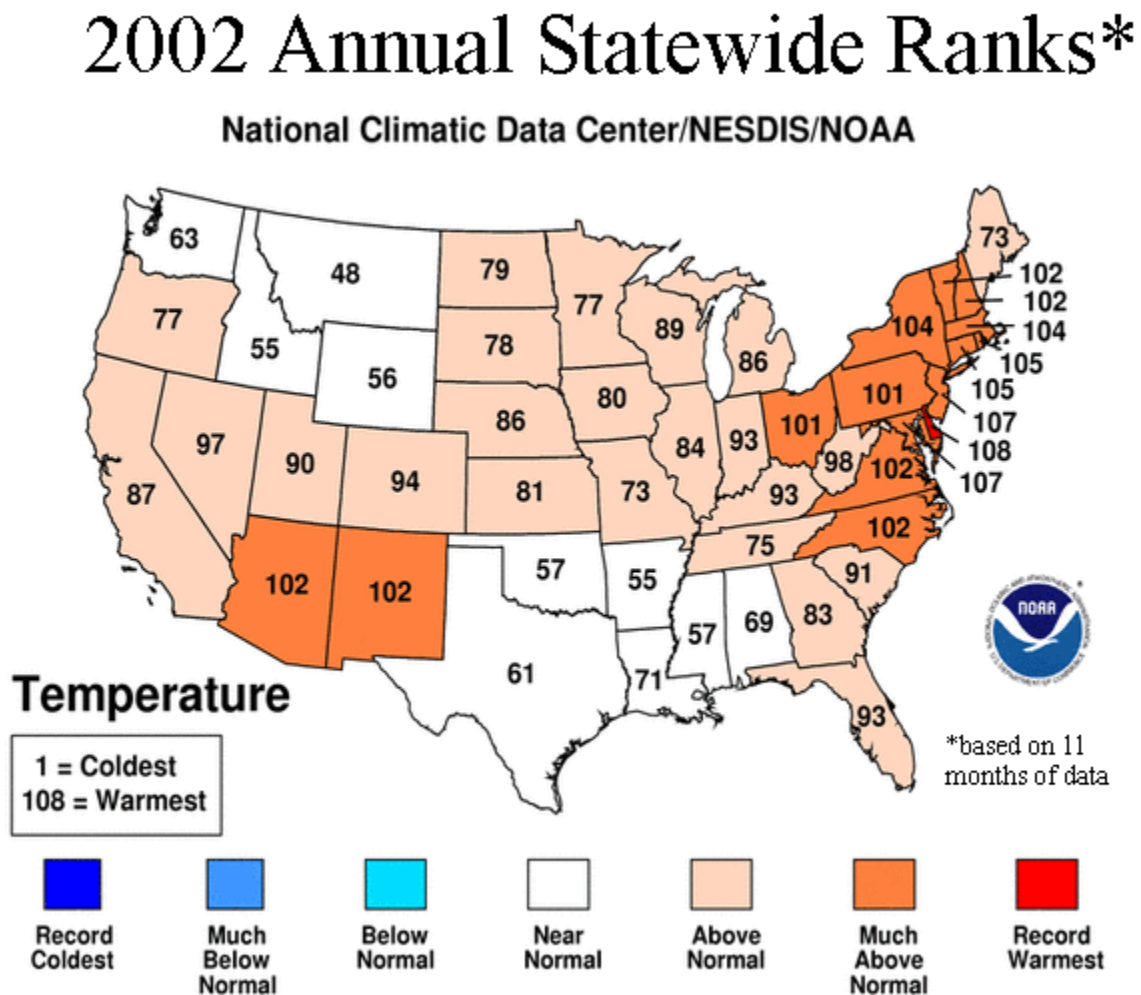 2002 Annual Statewide Ranks*
National Climatic Data Center/NESDIS/NOAA
63
48
79
77
73
102
102
104
105
105
107
108
107
77
55
56
78
89
86
104
101
101
86
80
84
93
98
102
87
97
90
94
81
73
93
102
75
102
102
57
55
57
69
83
91
61
71
93
NOAA
Temperature
1 = Coldest
108 = Warmest
*based on 11
months of data
Record
Coldest
Much
Below
Normal
Below
Normal
Near
Normal
Above
Normal
Much
Above
Normal
Record
Warmest